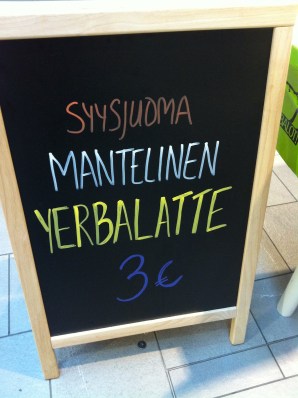 SYYSJUOMA
MANTELINEN
YERBALATTE
3€